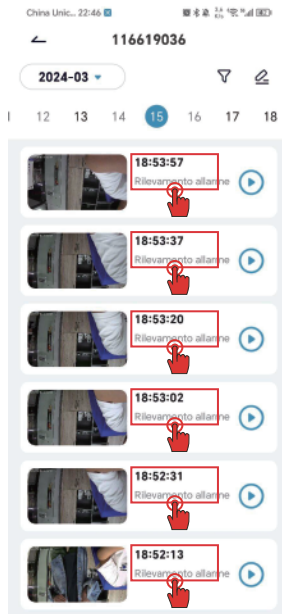 China Unic... 22:46
116619036
2024-03
12 13 14 15 16 17 18
18:53:57
Rilevamento allarme
18:53:37
Rilevamento allarme
18:53:20
Rilevamento allarme
18:53:02
Rilevamento allarme
18:52:31
Rilevamento allarme
18:52:13
Rilevamento allarme